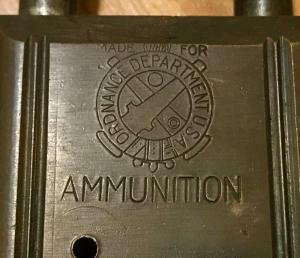 MADE FOR
ORDNANCE DEPARTMENT U.S.A.
AMMUNITION